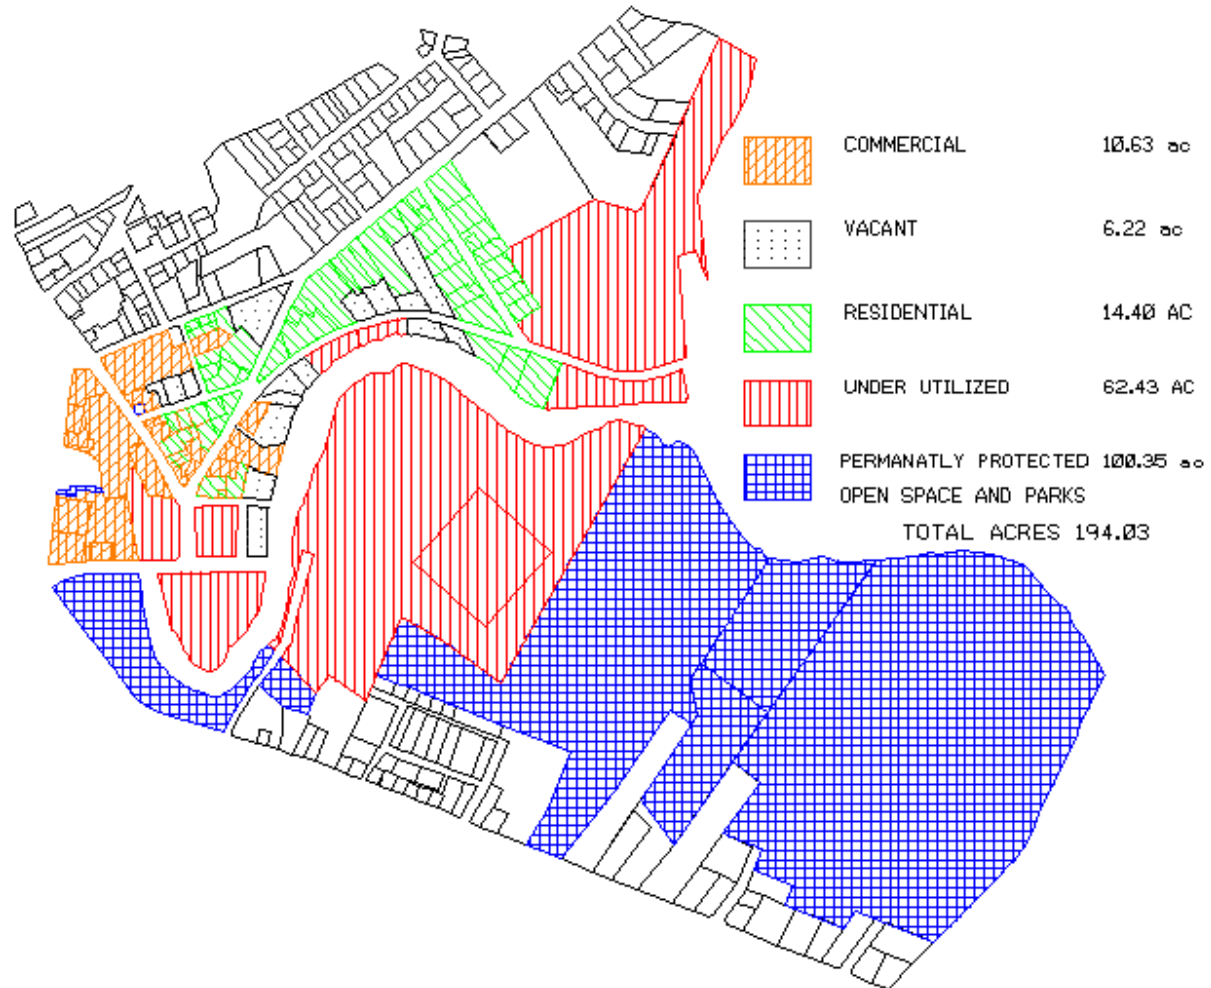 COMMERCIAL 10.63 ac
VACANT 6.22 ac
RESIDENTIAL 14.40 AC
UNDER UTILIZED 62.43 AC
PERMANATLY PROTECTED 100.35 ac
OPEN SPACE AND PARKS
TOTAL ACRES 194.03